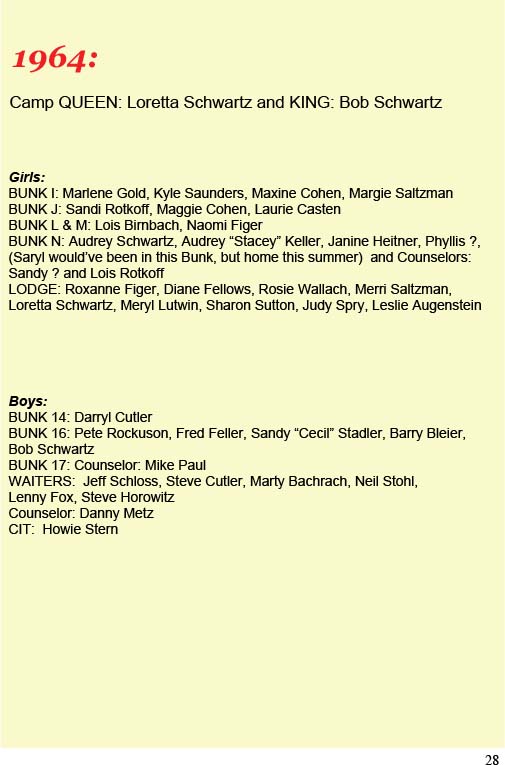 1964:
Camp QUEEN: Loretta Schwartz and KING: Bob Schwartz
Girls:
BUNK I: Marlene Gold, Kyle Saunders, Maxine Cohen, Margie Saltzman
BUNK J: Sandi Rotkoff, Maggie Cohen, Laurie Casten
BUNK L & M: Lois Birnbach, Naomi Figer
BUNK N: Audrey Schwartz, Audrey “Stacey” Keller, Janine Heitner, Phyllis ?,
(Saryl would’ve been in this Bunk, but home this summer)  and Counselors:
Sandy ? and Lois Rotkoff
LODGE: Roxanne Figer, Diane Fellows, Rosie Wallach, Merri Saltzman,
Loretta Schwartz, Meryl Lutwin, Sharon Sutton, Judy Spry, Leslie Augenstein
Boys:
BUNK 14: Darryl Cutler
BUNK 16: Pete Rockuson, Fred Feller, Sandy “Cecil” Stadler, Barry Bleier,
Bob Schwartz
BUNK 17: Counselor: Mike Paul
WAITERS:  Jeff Schloss, Steve Cutler, Marty Bachrach, Neil Stohl,
Lenny Fox, Steve Horowitz
Counselor: Danny Metz
CIT:  Howie Stern
28